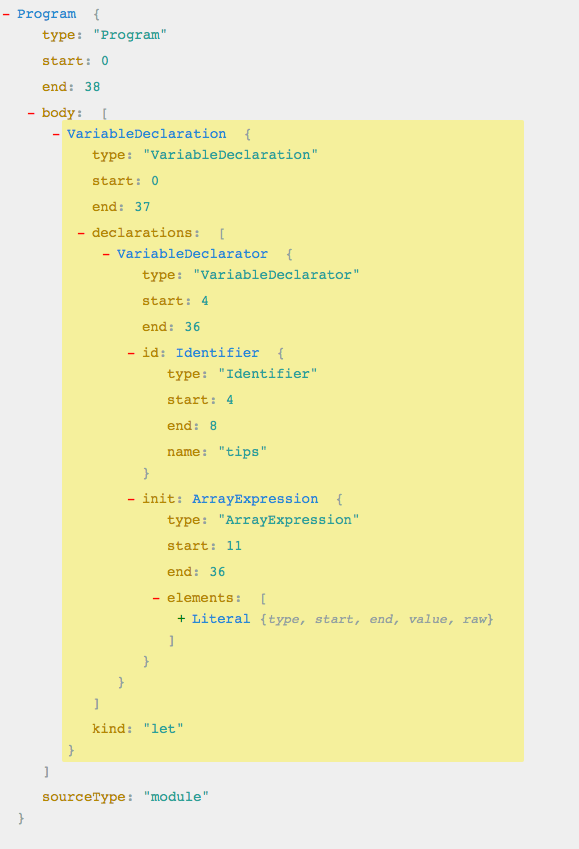 - Program {
type: "Program"
start: 0
end: 38
- body: [
- VariableDeclaration {
type: "VariableDeclaration"
start: 0
end: 37
- declarations: [
- VariableDeclarator {
type: "VariableDeclarator"
start: 4
end: 36
- id: Identifier {
type: "Identifier"
start: 4
end: 8
name: "tips"
}
- init: ArrayExpression {
type: "ArrayExpression"
start: 11
end: 36
- elements: [
+ Literal {type, start, end, value, raw}
]
}
}
]
kind: "let"
}
]
sourceType: "module"
}